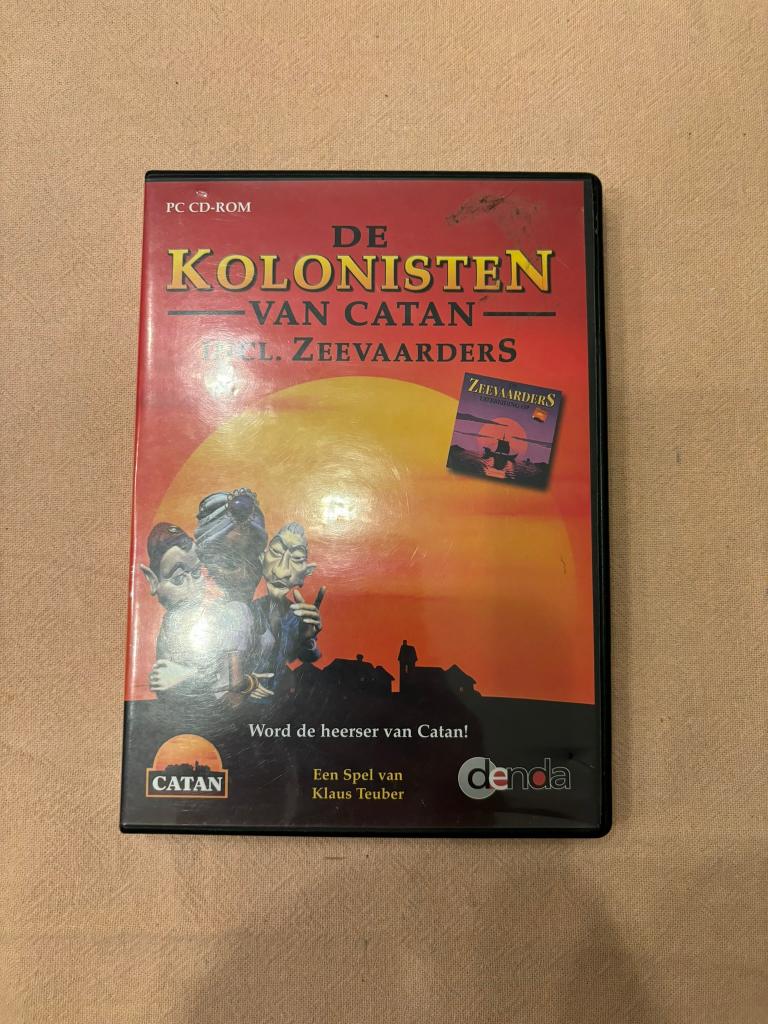 PC CD-ROM
DE
KOLONISTEN
VAN CATAN
INCL. ZEEVAARDERS
ZEEVAARDERS
Word de heerser van Catan!
CATAN
Een Spel van
Klaus Teuber
denda